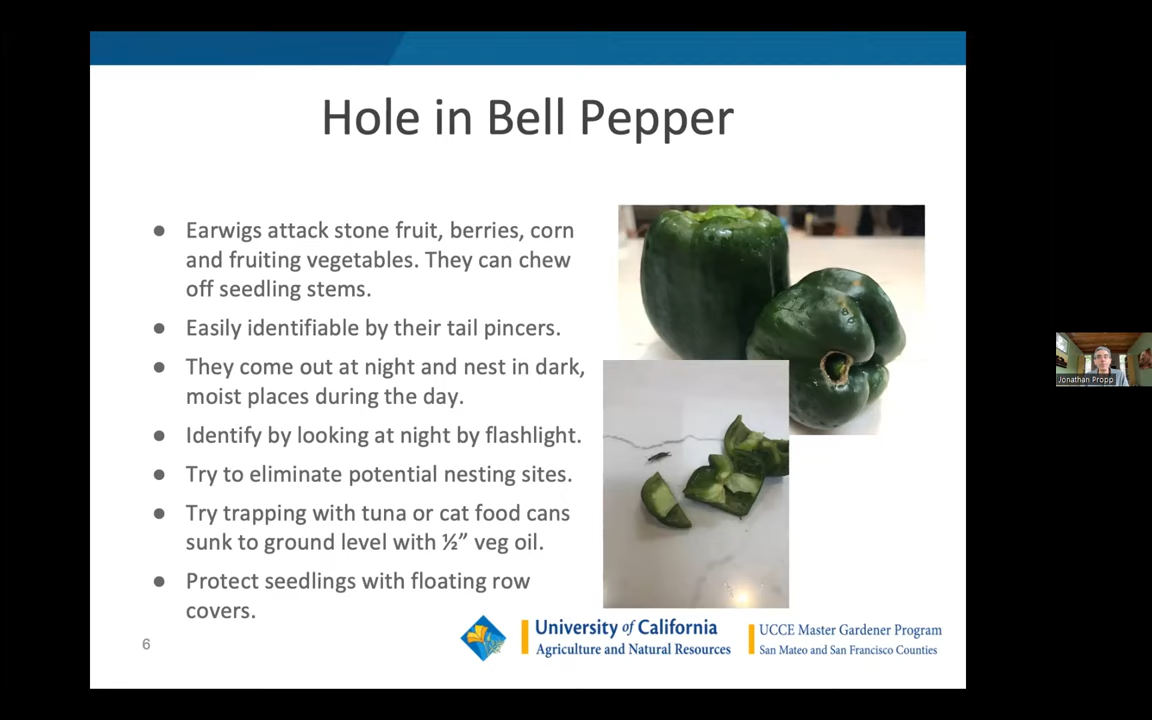 Hole in Bell Pepper
● Earwigs attack stone fruit, berries, corn
and fruiting vegetables. They can chew
off seedling stems.
● Easily identifiable by their tail pincers.
● They come out at night and nest in dark,
moist places during the day.
● Identify by looking at night by flashlight.
● Try to eliminate potential nesting sites.
● Try trapping with tuna or cat food cans
sunk to ground level with ½” veg oil.
● Protect seedlings with floating row
covers.
6
University of California
Agriculture and Natural Resources
UCCE Master Gardener Program
San Mateo and San Francisco Counties
Jonathan Propp